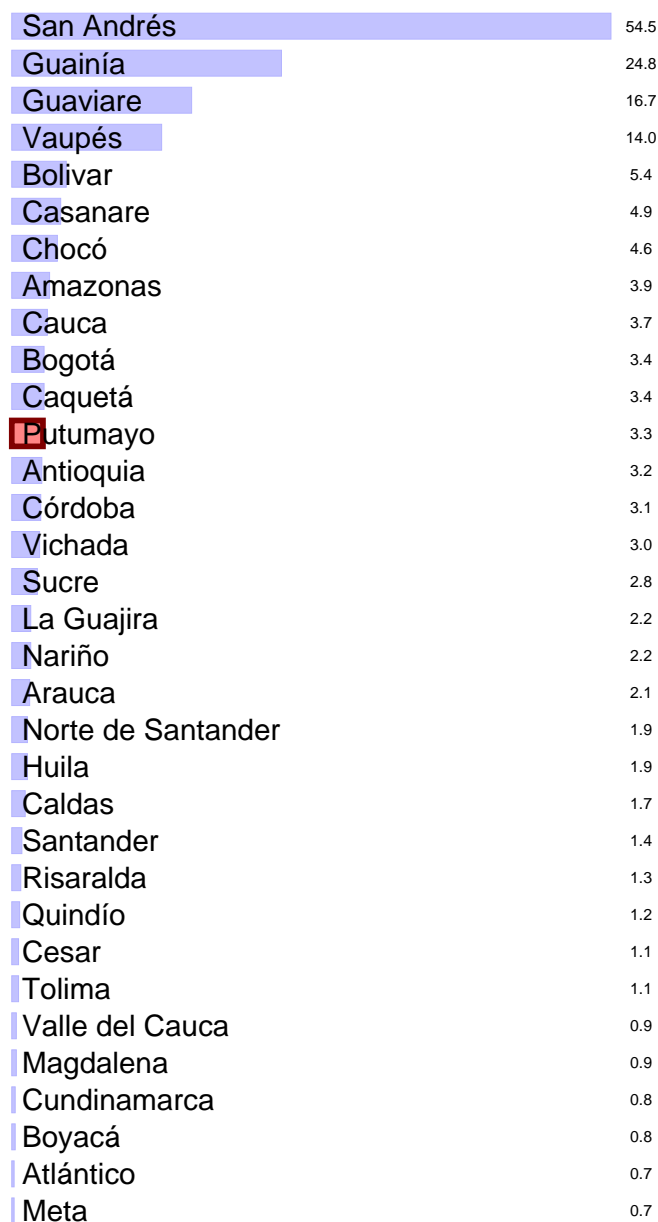 San Andrés 54.5
Guainía 24.8
Guaviare 16.7
Vaupés 14.0
Bolivar 5.4
Casanare 4.9
Chocó 4.6
Amazonas 3.9
Cauca 3.7
Bogotá 3.4
Caquetá 3.4
Putumayo 3.3
Antioquia 3.2
Córdoba 3.1
Vichada 3.0
Sucre 2.8
La Guajira 2.2
Nariño 2.2
Arauca 2.1
Norte de Santander 1.9
Huila 1.9
Caldas 1.7
Santander 1.4
Risaralda 1.3
Quindío 1.2
Cesar 1.1
Tolima 1.1
Valle del Cauca 0.9
Magdalena 0.9
Cundinamarca 0.8
Boyacá 0.8
Atlántico 0.7
Meta 0.7